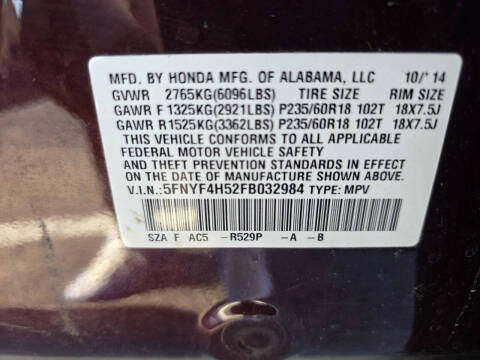 MFD. BY HONDA MFG. OF ALABAMA, LLC 10/'14
GVWR 2765KG(6096LBS) TIRE SIZE RIM SIZE
GAWR F 1325KG(2921LBS) P235/60R18 102T 18X7.5J
GAWR R 1525KG(3362LBS) P235/60R18 102T 18X7.5J
THIS VEHICLE CONFORMS TO ALL APPLICABLE
FEDERAL MOTOR VEHICLE SAFETY
AND THEFT PREVENTION STANDARDS IN EFFECT
ON THE DATE OF MANUFACTURE SHOWN ABOVE.
V.I.N.: 5FNYF4H52FB032984 TYPE: MPV
SZA F AC5 -R529P -A -B